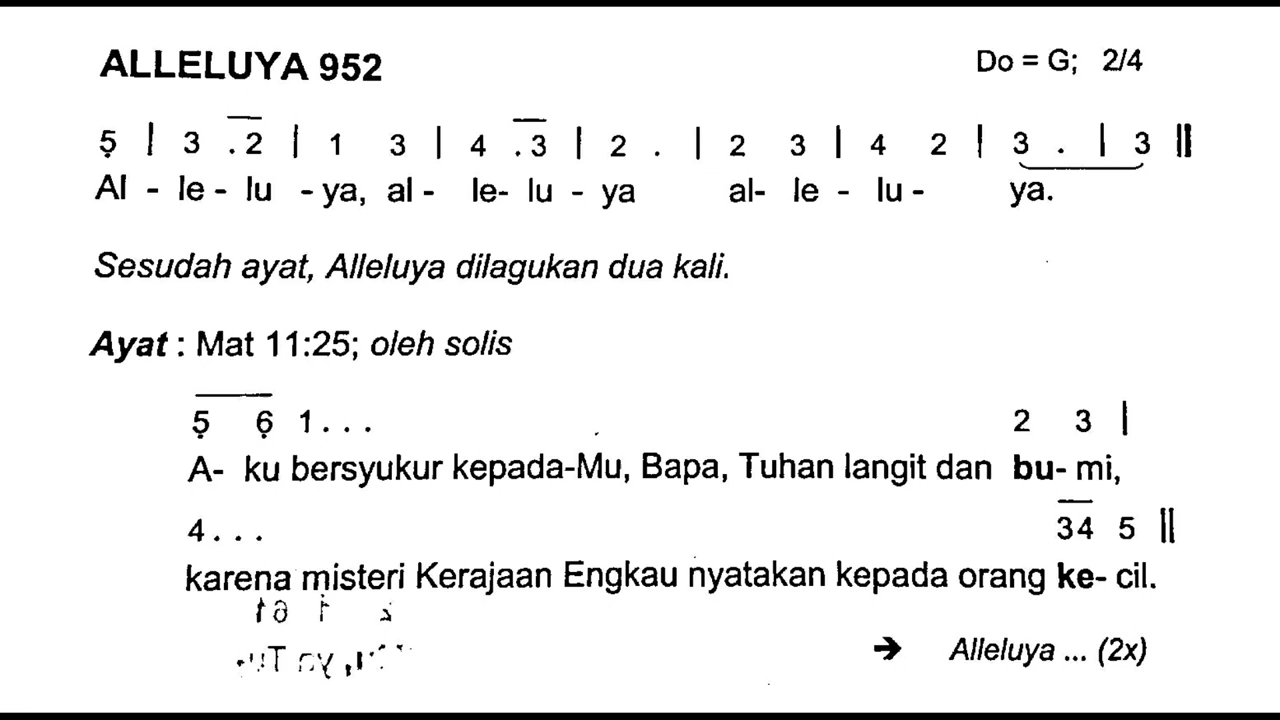 ALLELUYA 952 Do = G; 2/4
5̣ | 3 .2 | 1 3 | 4 .3 | 2 . | 2 3 | 4 2 | 3 . | 3 ||
Al - le - lu - ya, al - le- lu - ya al- le - lu - ya.
Sesudah ayat, Alleluya dilagukan dua kali.
Ayat : Mat 11:25; oleh solis
5̣ 6̣ 1 . . . 2 3 |
A- ku bersyukur kepada-Mu, Bapa, Tuhan langit dan bu- mi,
4 . . . 34 5 ||
karena misteri Kerajaan Engkau nyatakan kepada orang ke- cil.
→ Alleluya ... (2x)